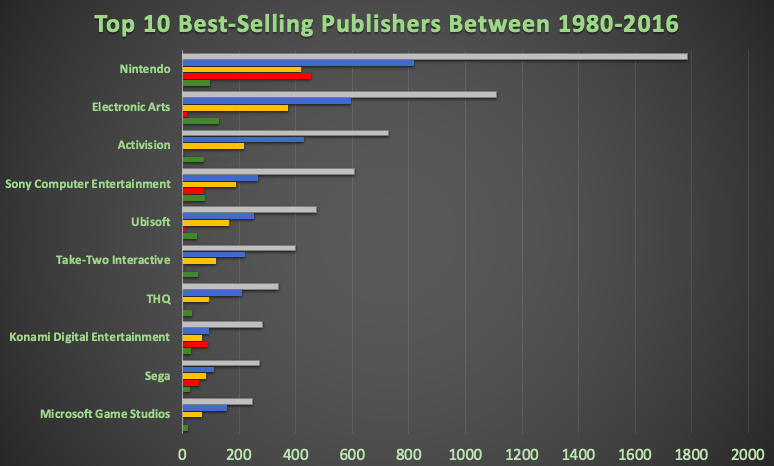 Top 10 Best-Selling Publishers Between 1980-2016
Nintendo
Electronic Arts
Activision
Sony Computer Entertainment
Ubisoft
Take-Two Interactive
THQ
Konami Digital Entertainment
Sega
Microsoft Game Studios
0 200 400 600 800 1000 1200 1400 1600 1800 2000